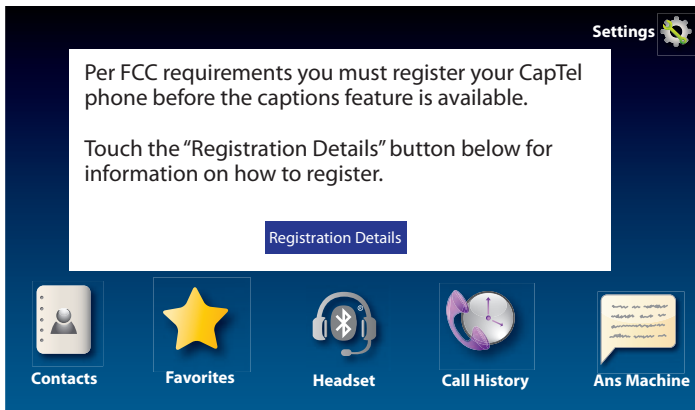 Settings
Per FCC requirements you must register your CapTel
phone before the captions feature is available.
Touch the “Registration Details” button below for
information on how to register.
Registration Details
Contacts
Favorites
Headset
Call History
Ans Machine